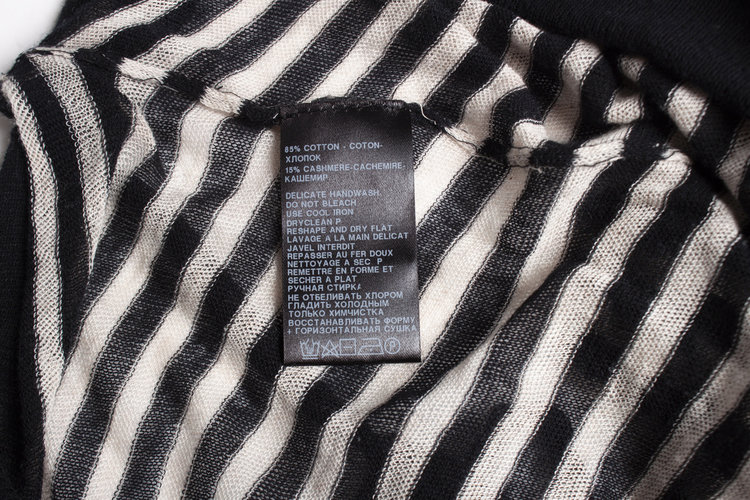 85% COTTON - COTON-
ХЛОПОК
15% CASHMERE-CACHEMIRE-
КАШЕМИР
DELICATE HANDWASH.
DO NOT BLEACH
USE COOL IRON
DRYCLEAN P
RESHAPE AND DRY FLAT
LAVAGE A LA MAIN DELICAT
JAVEL INTERDIT
REPASSER AU FER DOUX
NETTOYAGE A SEC P
REMETTRE EN FORME ET
SECHER A PLAT
РУЧНАЯ СТИРКА
НЕ ОТБЕЛИВАТЬ ХЛОРОМ
ГЛАДИТЬ ХОЛОДНЫМ
ТОЛЬКО ХИМЧИСТКА
ВОССТАНАВЛИВАТЬ ФОРМУ
+ ГОРИЗОНТАЛЬНАЯ СУШКА